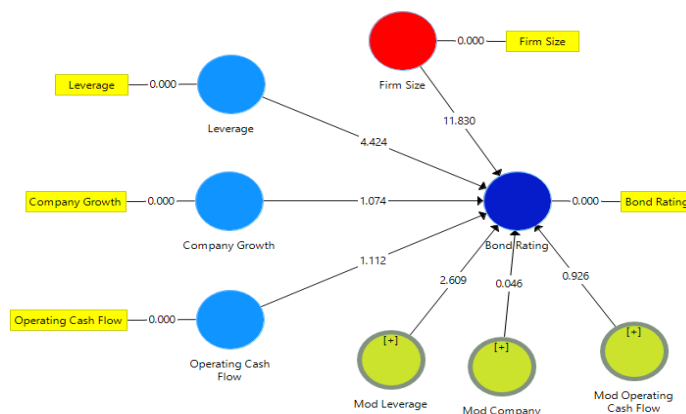 0.000
Firm Size
Firm Size
Leverage
0.000
Leverage
11.830
4.424
Company Growth
0.000
Company Growth
1.074
Bond Rating
0.000
Bond Rating
1.112
Operating Cash Flow
0.000
Operating Cash
Flow
2.609
0.046
0.926
[+]
Mod Leverage
[+]
Mod Company
[+]
Mod Operating
Cash Flow